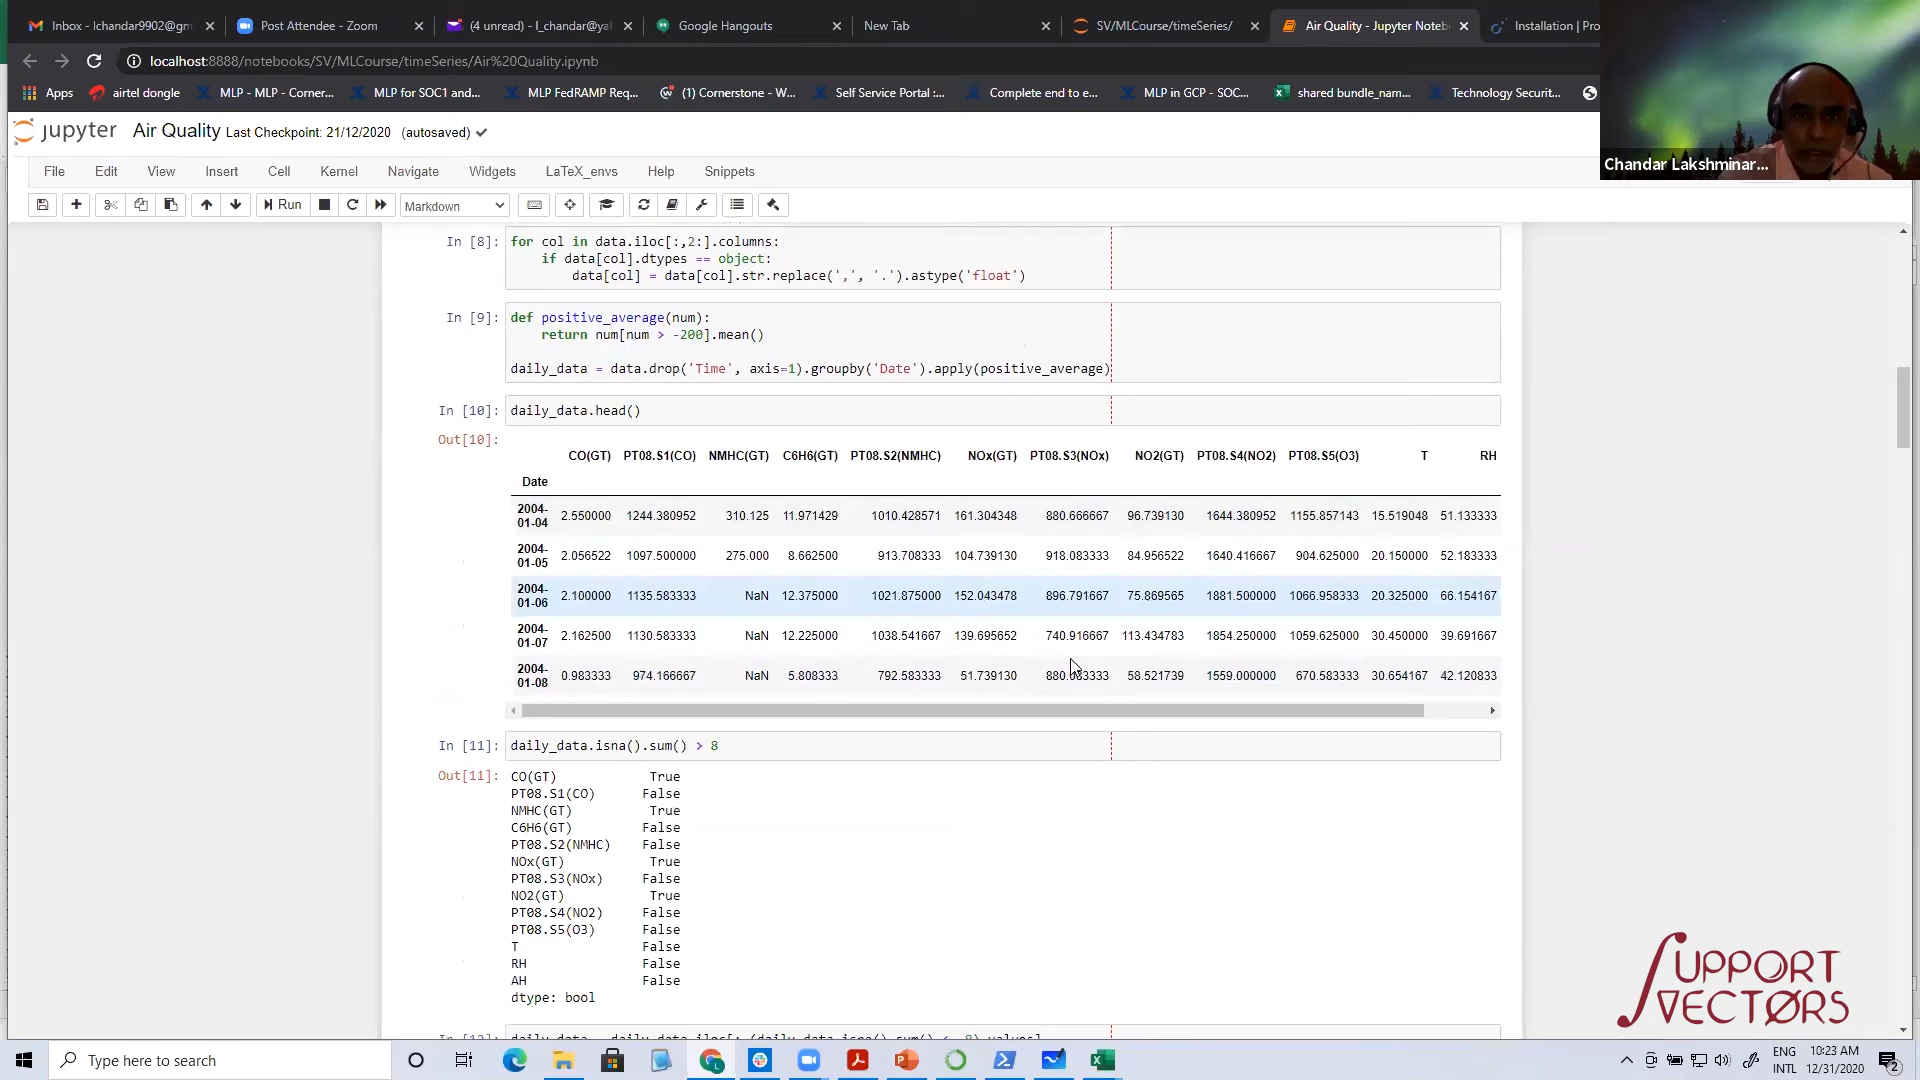 Inbox - lchandar9902@gm
Post Attendee - Zoom
(4 unread) - l_chandar@yal
Google Hangouts
New Tab
SV/MLCourse/timeSeries/
Air Quality - Jupyter Notebo
Installation | Pro
localhost:8888/notebooks/SV/MLCourse/timeSeries/Air%20Quality.ipynb
Apps
airtel dongle
MLP - MLP - Corner...
MLP for SOC1 and...
MLP FedRAMP Req...
(1) Cornerstone - W...
Self Service Portal :...
Complete end to e...
MLP in GCP - SOC...
shared bundle_nam...
Technology Securit...
Chandar Lakshminar...
jupyter Air Quality Last Checkpoint: 21/12/2020 (autosaved)
File Edit View Insert Cell Kernel Navigate Widgets LaTeX_envs Help Snippets
Run Markdown
In [8]: for col in data.iloc[:,2:].columns:
if data[col].dtypes == object:
data[col] = data[col].str.replace(',', '.').astype('float')
In [9]: def positive_average(num):
return num[num > -200].mean()
daily_data = data.drop('Time', axis=1).groupby('Date').apply(positive_average)
In [10]: daily_data.head()
Out[10]:
CO(GT) PT08.S1(CO) NMHC(GT) C6H6(GT) PT08.S2(NMHC) NOx(GT) PT08.S3(NOx) NO2(GT) PT08.S4(NO2) PT08.S5(O3) T RH
Date
2004-01-04 2.550000 1244.380952 310.125 11.971429 1010.428571 161.304348 880.666667 96.739130 1644.380952 1155.857143 15.519048 51.133333
2004-01-05 2.056522 1097.500000 275.000 8.662500 913.708333 104.739130 918.083333 84.956522 1640.416667 904.625000 20.150000 52.183333
2004-01-06 2.100000 1135.583333 NaN 12.375000 1021.875000 152.043478 896.791667 75.869565 1881.500000 1066.958333 20.325000 66.154167
2004-01-07 2.162500 1130.583333 NaN 12.225000 1038.541667 139.695652 740.916667 113.434783 1854.250000 1059.625000 30.450000 39.691667
2004-01-08 0.983333 974.166667 NaN 5.808333 792.583333 51.739130 58.521739 1559.000000 670.583333 30.654167 42.120833
In [11]: daily_data.isna().sum() > 8
Out[11]: CO(GT) True
PT08.S1(CO) False
NMHC(GT) True
C6H6(GT) False
PT08.S2(NMHC) False
NOx(GT) True
PT08.S3(NOx) False
NO2(GT) True
PT08.S4(NO2) False
PT08.S5(O3) False
T False
RH False
AH False
dtype: bool
SUPPORT
VECTORS
Type here to search
ENG
INTL
10:23 AM
12/31/2020
2